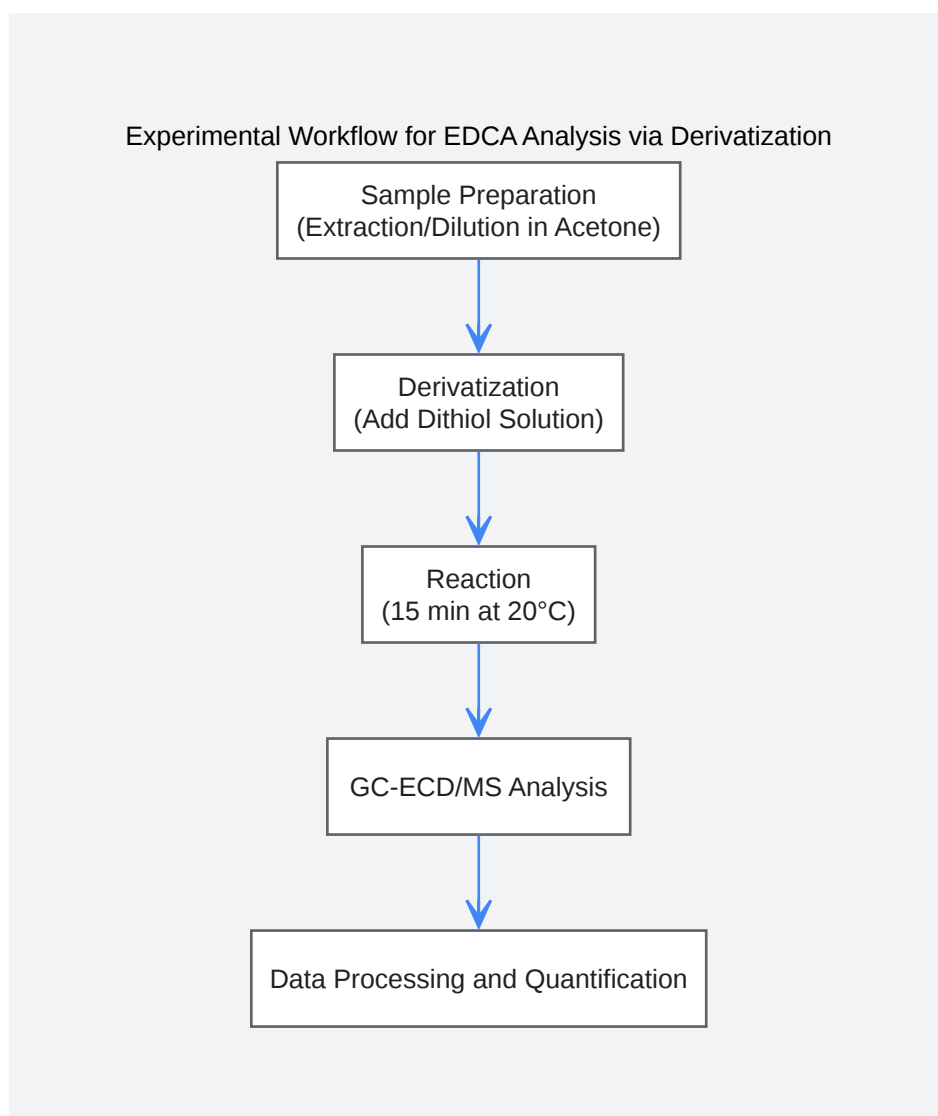 Experimental Workflow for EDCA Analysis via Derivatization
Sample Preparation
(Extraction/Dilution in Acetone)
Derivatization
(Add Dithiol Solution)
Reaction
(15 min at 20°C)
GC-ECD/MS Analysis
Data Processing and Quantification